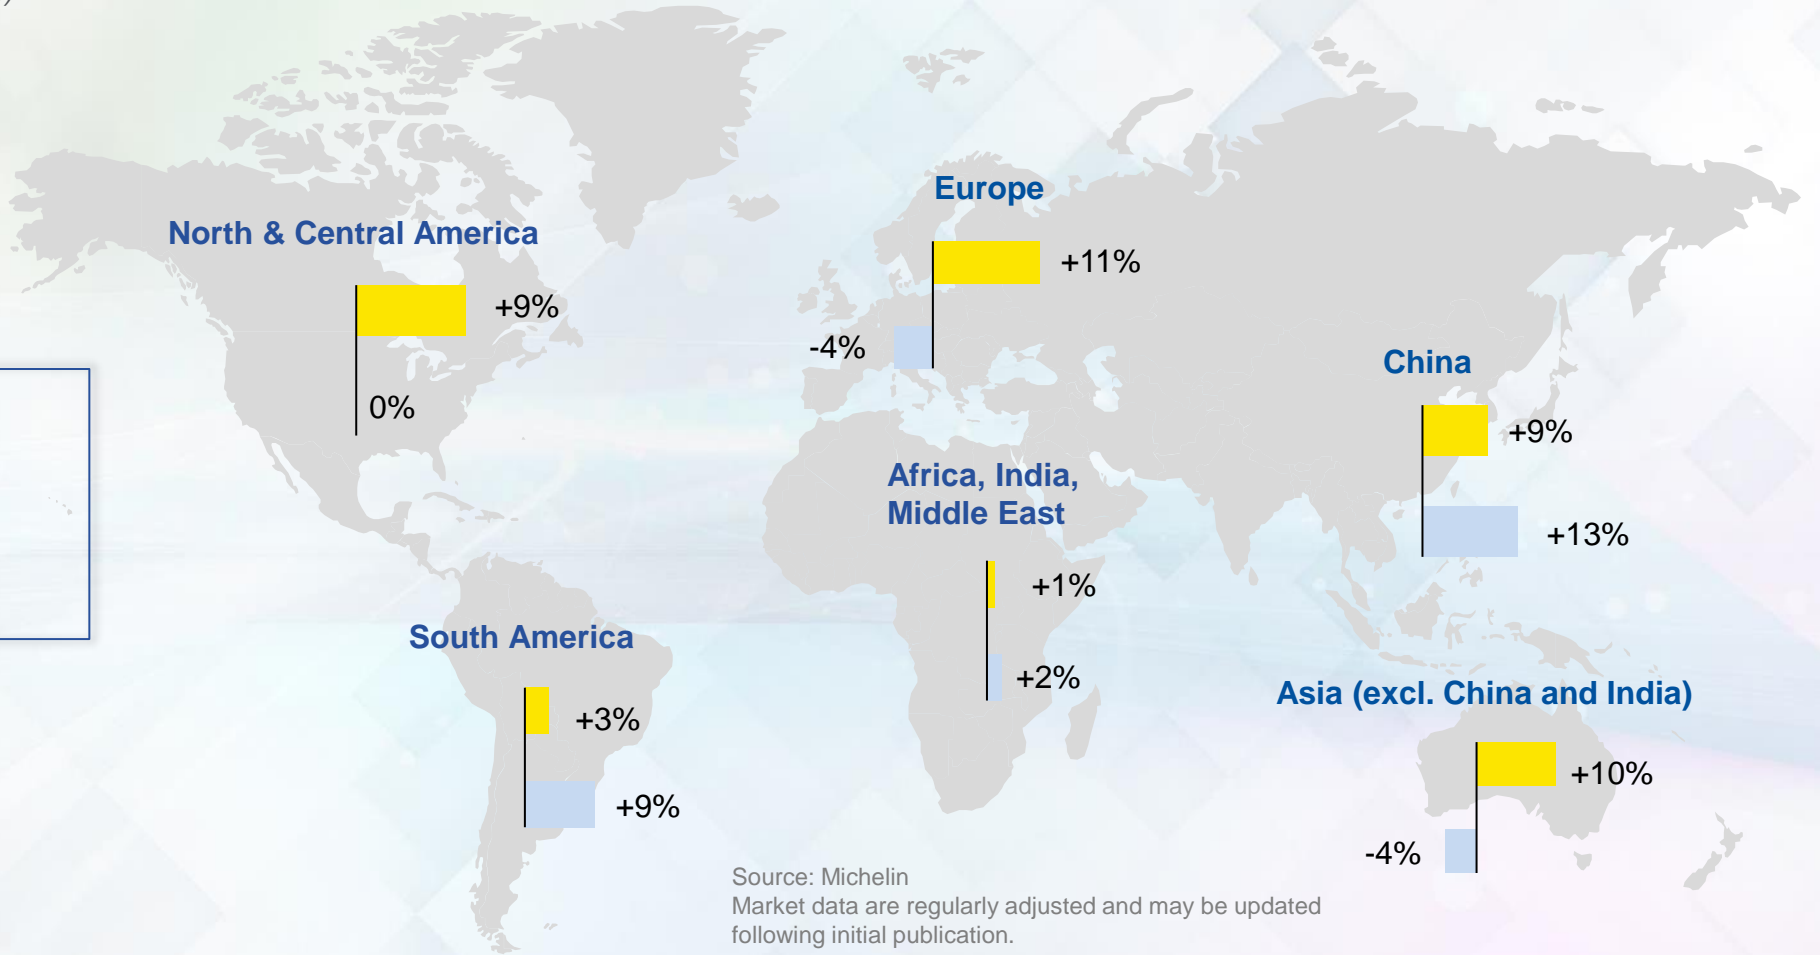 )
Europe
+11%
-4%
North & Central America
+9%
0%
China
+9%
+13%
Africa, India,
Middle East
+1%
+2%
South America
+3%
+9%
Asia (excl. China and India)
+10%
-4%
Source: Michelin
Market data are regularly adjusted and may be updated
following initial publication.